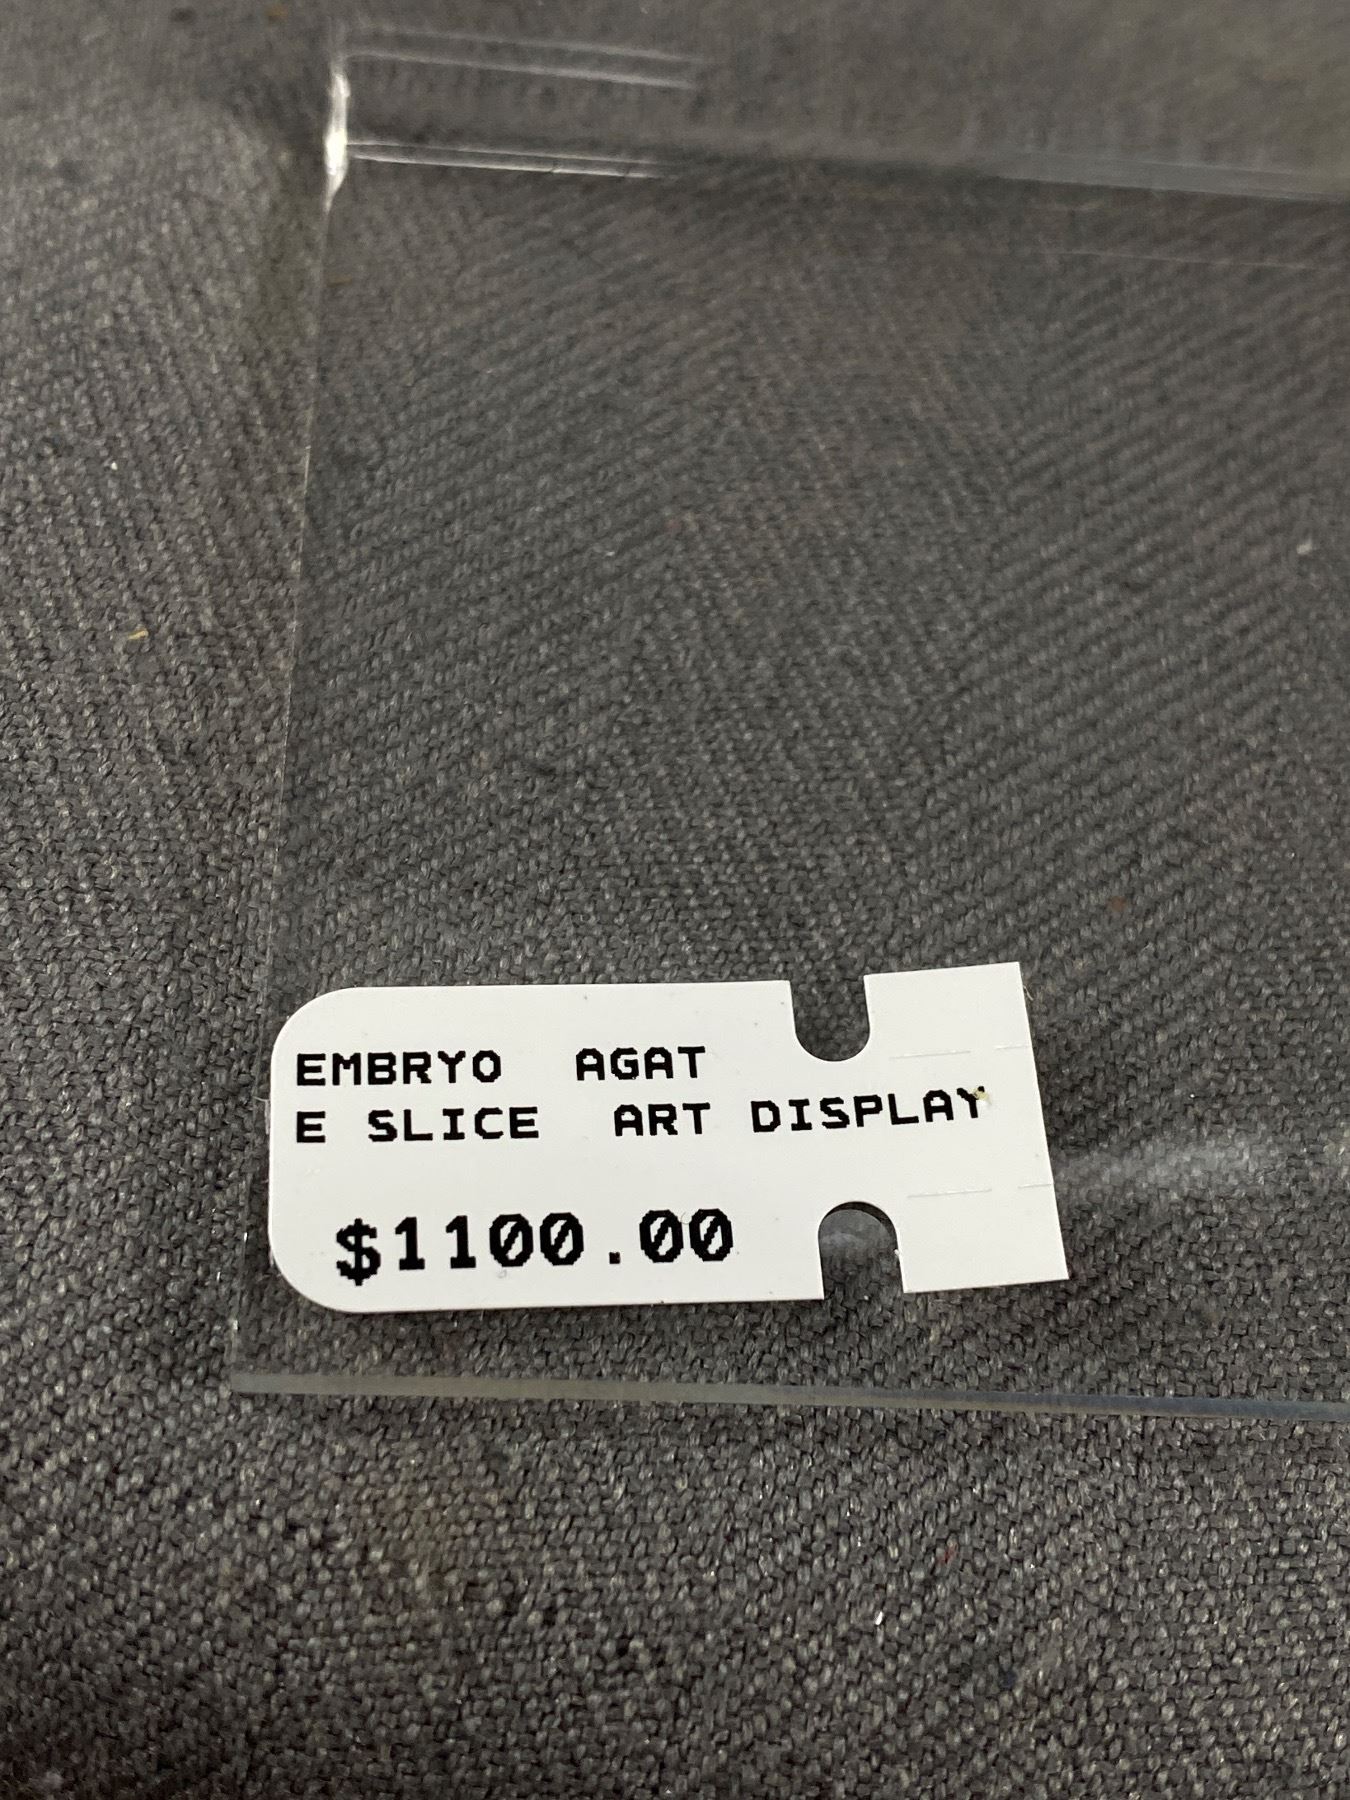 EMBRYO  AGAT
E SLICE  ART DISPLAY
$1100.00